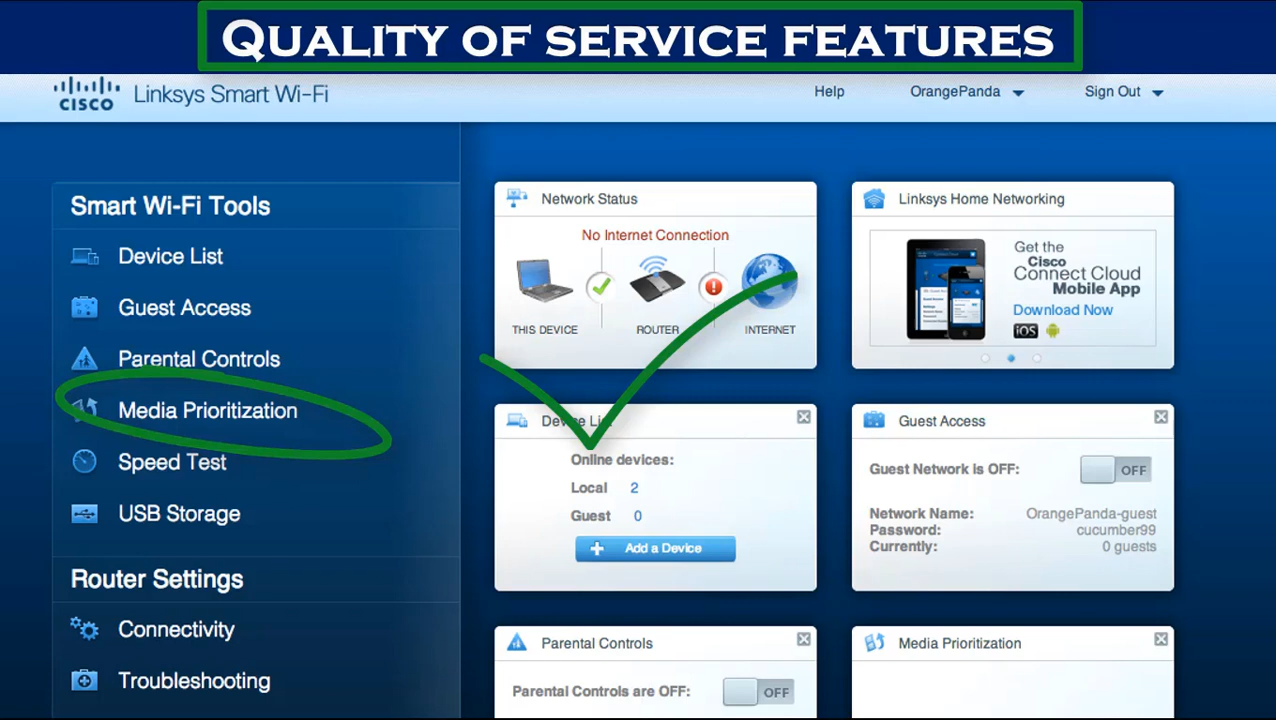 QUALITY OF SERVICE FEATURES
CISCO Linksys Smart Wi-Fi
Help OrangePanda Sign Out
Smart Wi-Fi Tools
Device List
Guest Access
Parental Controls
Media Prioritization
Speed Test
USB Storage
Router Settings
Connectivity
Troubleshooting
Network Status
No Internet Connection
THIS DEVICE ROUTER INTERNET
Linksys Home Networking
Get the
Cisco
Connect Cloud
Mobile App
Download Now
iOS
Device List
Online devices:
Local 2
Guest 0
+ Add a Device
Guest Access
Guest Network is OFF: OFF
Network Name: OrangePanda-guest
Password: cucumber99
Currently: 0 guests
Parental Controls
Parental Controls are OFF: OFF
Media Prioritization